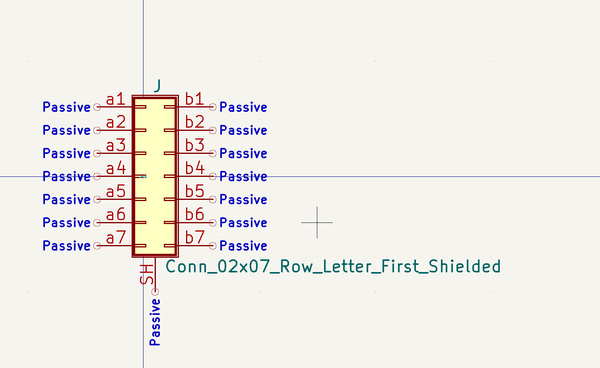 J
Passive a1 b1 Passive
Passive a2 b2 Passive
Passive a3 b3 Passive
Passive a4 b4 Passive
Passive a5 b5 Passive
Passive a6 b6 Passive
Passive a7 b7 Passive
Conn_02x07_Row_Letter_First_Shielded
SH
Passive